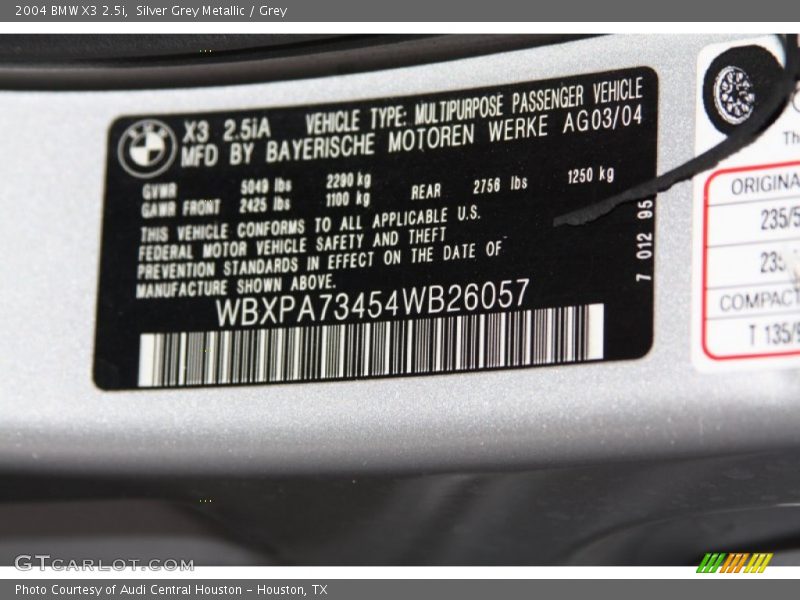 2004 BMW X3 2.5i, Silver Grey Metallic / Grey
BMW
X3 2.5iA VEHICLE TYPE: MULTIPURPOSE PASSENGER VEHICLE
MFD BY BAYERISCHE MOTOREN WERKE AG03/04
GVWR 5049 lbs 2290 kg
GAWR FRONT 2425 lbs 1100 kg REAR 2756 lbs 1250 kg
THIS VEHICLE CONFORMS TO ALL APPLICABLE U.S.
FEDERAL MOTOR VEHICLE SAFETY AND THEFT
PREVENTION STANDARDS IN EFFECT ON THE DATE OF
MANUFACTURE SHOWN ABOVE.
WBXPA73454WB26057
7 012 95
Th
ORIGINA
235/5
235
COMPACT
T 135/9
GTCARLOT.COM
Photo Courtesy of Audi Central Houston - Houston, TX